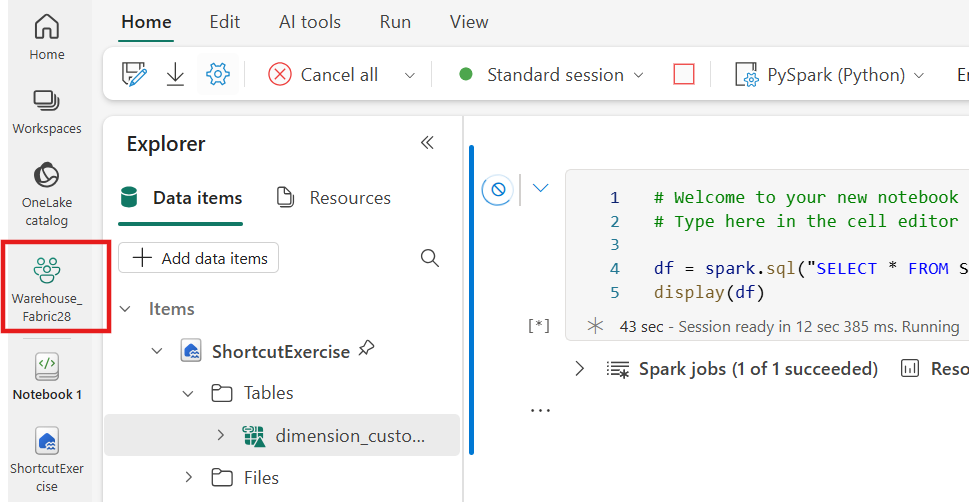 Home
Workspaces
OneLake
catalog
Warehouse_
Fabric28
Notebook 1
ShortcutExer
cise
Home Edit AI tools Run View
Cancel all Standard session PySpark (Python)
Explorer
Data items Resources
Add data items
Items
ShortcutExercise
Tables
dimension_custo...
Files
1 # Welcome to your new notebook
2 # Type here in the cell editor
3
4 df = spark.sql("SELECT * FROM S
5 display(df)
[*] 43 sec - Session ready in 12 sec 385 ms. Running
Spark jobs (1 of 1 succeeded) Reso
...